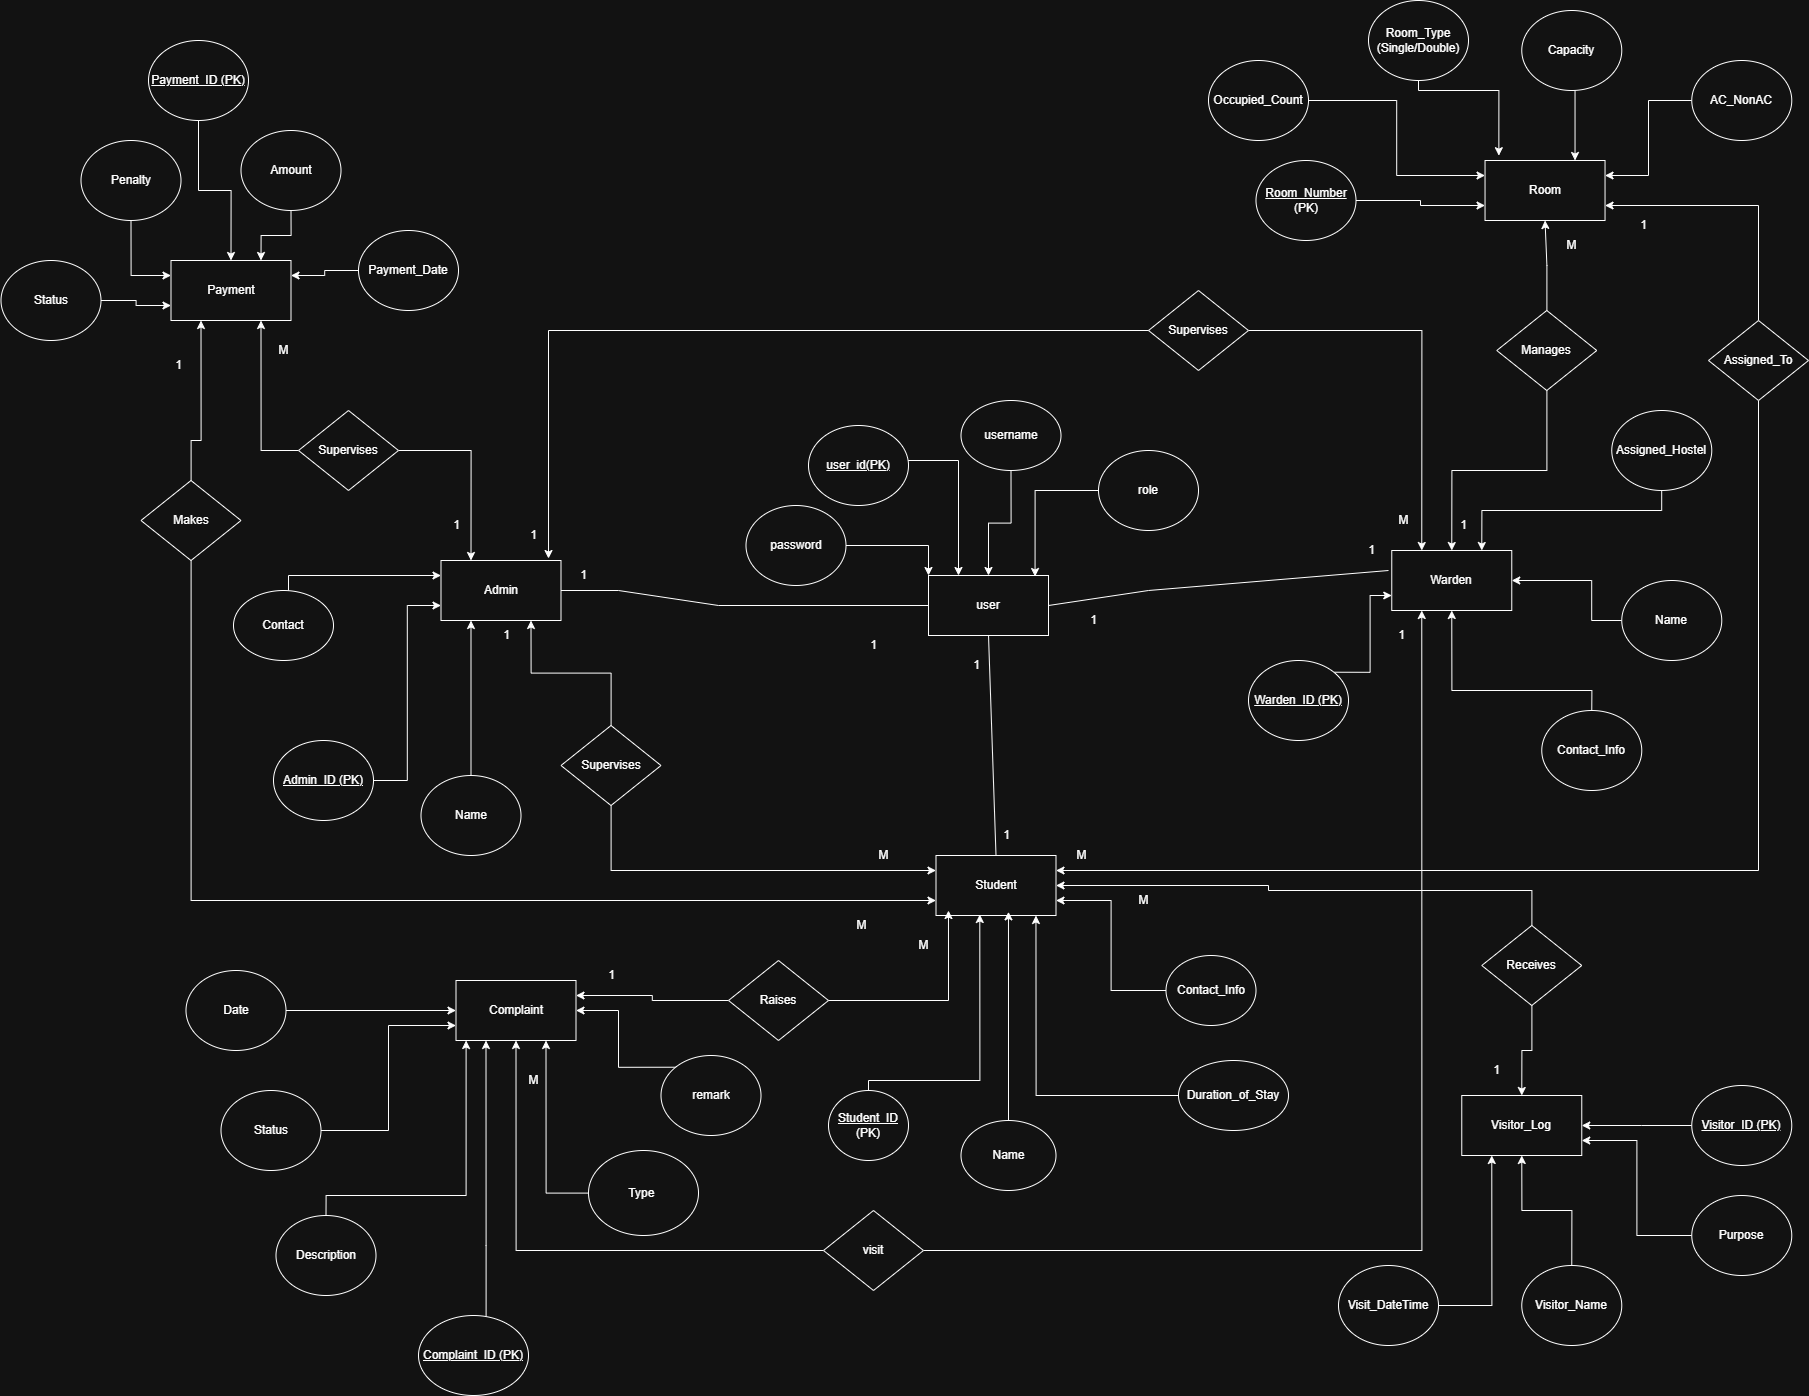 Room_Type
(Single/Double)
Capacity
Payment_ID (PK)
Occupied_Count
AC_NonAC
Penalty
Amount
Room
Room_Number
(PK)
1
M
Payment_Date
Payment
Status
Supervises
Manages
M
1
Assigned_To
Supervises
username
Assigned_Hostel
user_id(PK)
role
Makes
1
1
M
1
password
1
Admin
1
Warden
user
Contact
1
1
1
1
1
Name
Warden_ID (PK)
Contact_Info
Supervises
Admin_ID (PK)
Name
1
M
M
Student
M
M
M
Receives
1
Raises
Contact_Info
Date
Complaint
M
1
remark
Duration_of_Stay
Student_ID
(PK)
Status
Visitor_Log
Visitor_ID (PK)
Name
Type
Purpose
Description
visit
Visit_DateTime
Visitor_Name
Complaint_ID (PK)